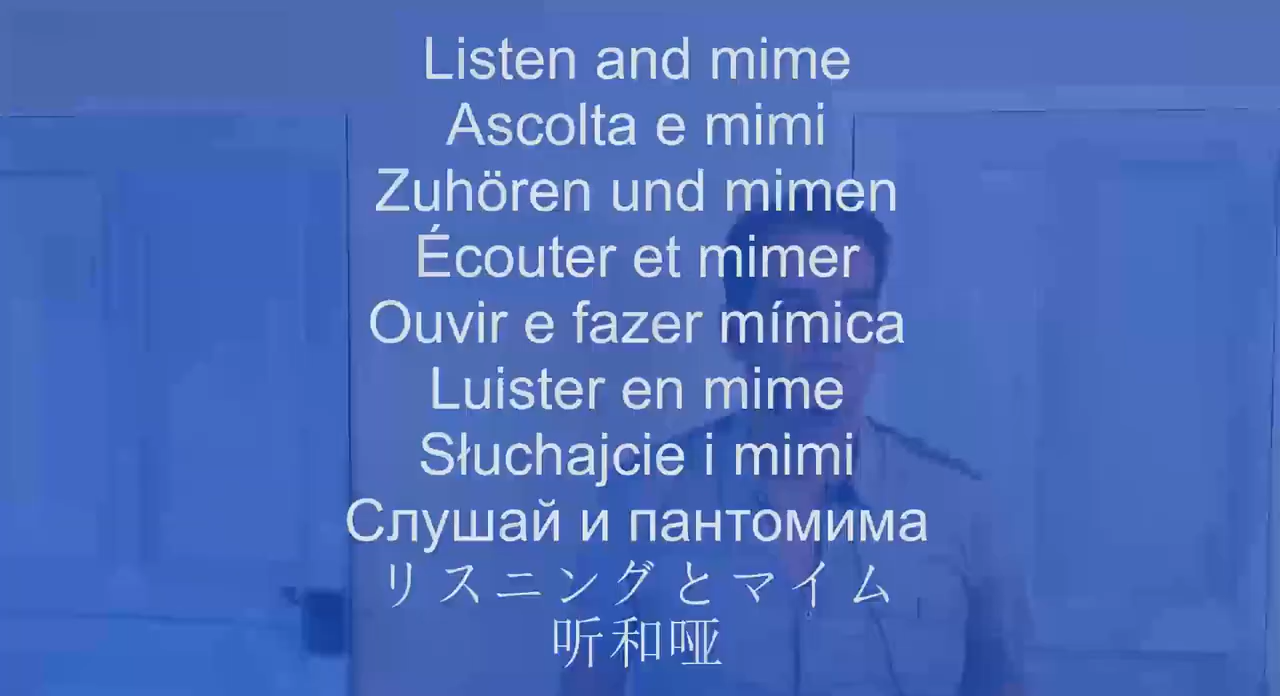 Listen and mime
Ascolta e mimi
Zuhören und mimen
Écouter et mimer
Ouvir e fazer mímica
Luister en mime
Słuchajcie i mimi
Слушай и пантомима
リスニングとマイム
听和哑